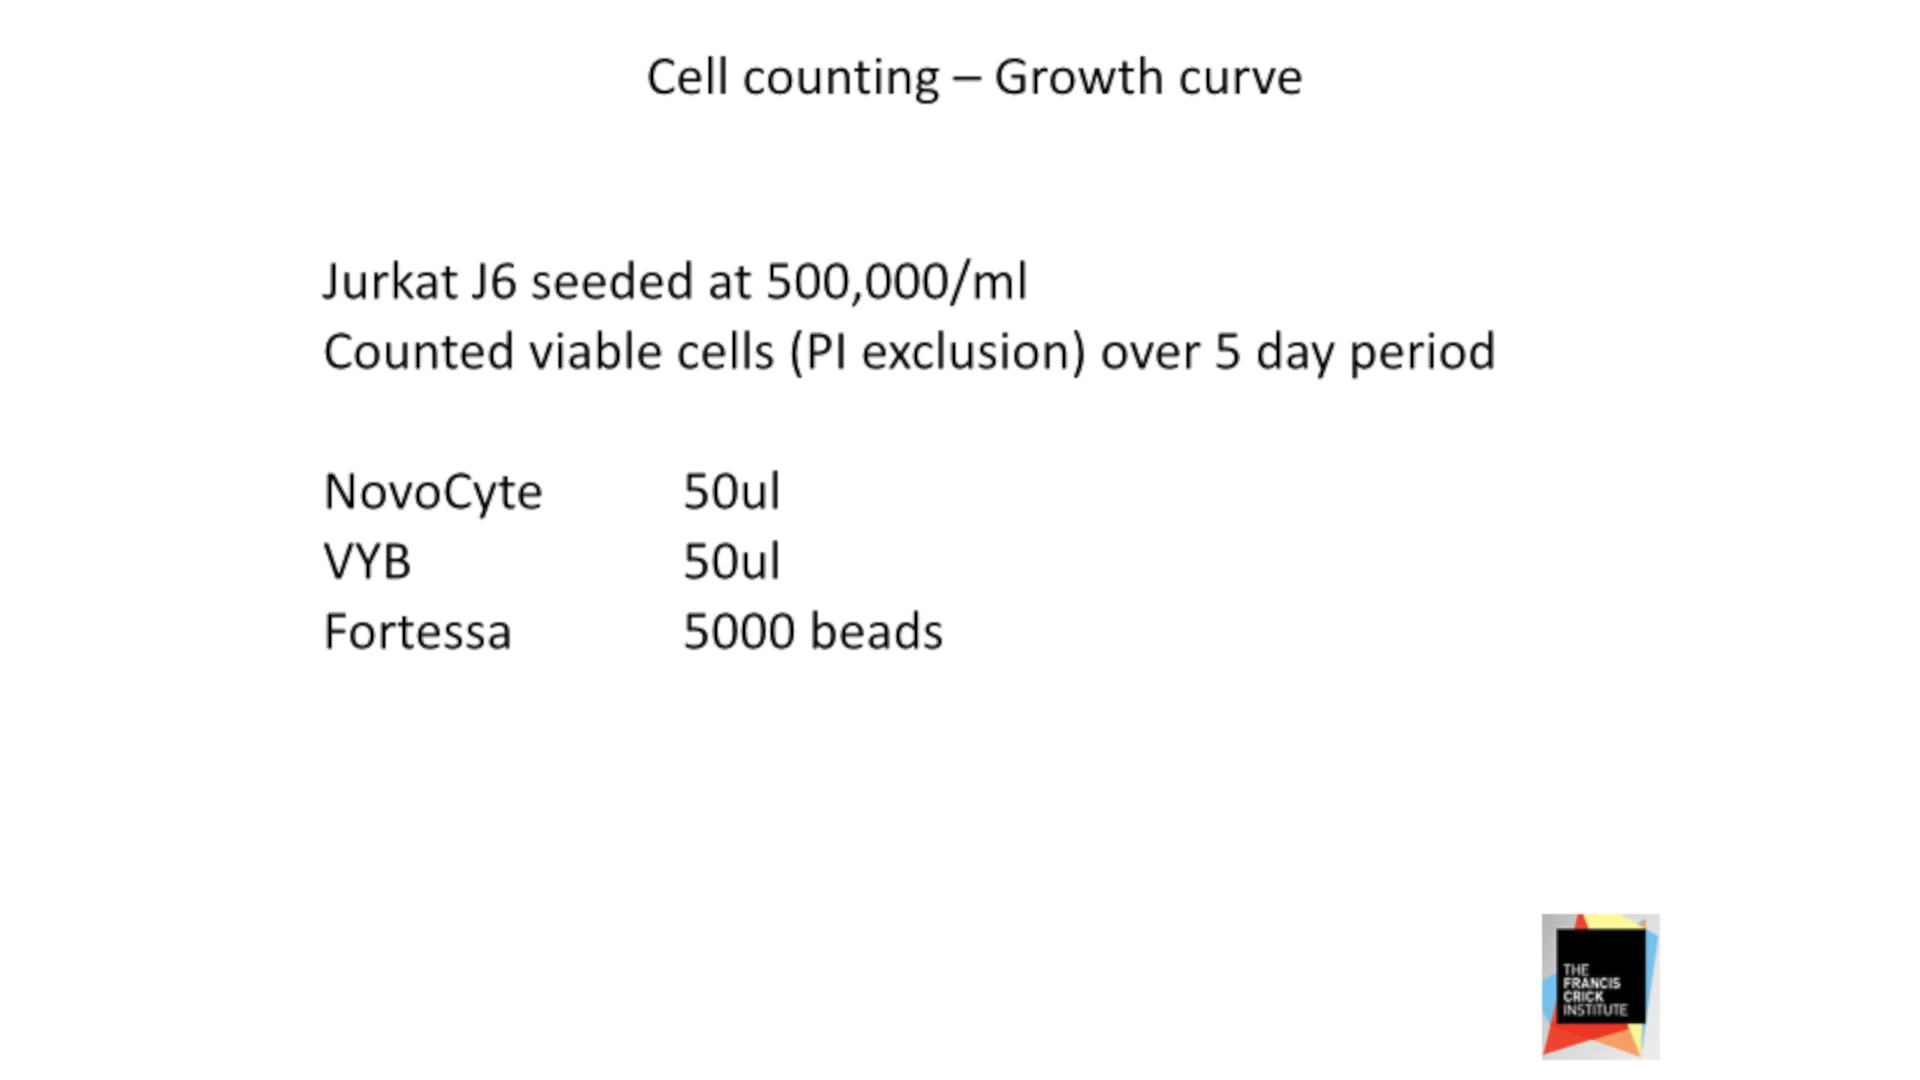 Cell counting – Growth curve
Jurkat J6 seeded at 500,000/ml
Counted viable cells (PI exclusion) over 5 day period
NovoCyte 50ul
VYB 50ul
Fortessa 5000 beads
THE
FRANCIS
CRICK
INSTITUTE